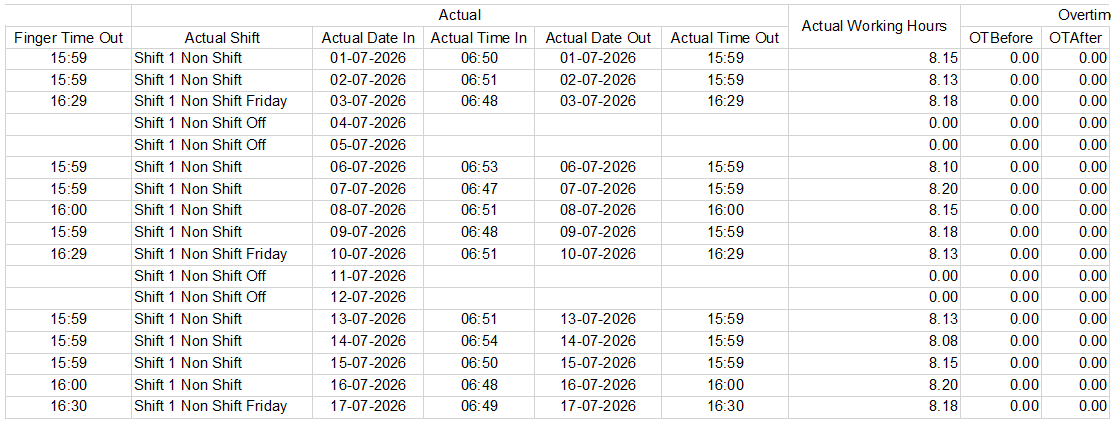 Actual Overtim
Actual Working Hours
Finger Time Out Actual Shift Actual Date In Actual Time In Actual Date Out Actual Time Out OTBefore OTAfter
15:59 Shift 1 Non Shift 01-07-2026 06:50 01-07-2026 15:59 8.15 0.00 0.00
15:59 Shift 1 Non Shift 02-07-2026 06:51 02-07-2026 15:59 8.13 0.00 0.00
16:29 Shift 1 Non Shift Friday 03-07-2026 06:48 03-07-2026 16:29 8.18 0.00 0.00
Shift 1 Non Shift Off 04-07-2026 0.00 0.00 0.00
Shift 1 Non Shift Off 05-07-2026 0.00 0.00 0.00
15:59 Shift 1 Non Shift 06-07-2026 06:53 06-07-2026 15:59 8.10 0.00 0.00
15:59 Shift 1 Non Shift 07-07-2026 06:47 07-07-2026 15:59 8.20 0.00 0.00
16:00 Shift 1 Non Shift 08-07-2026 06:51 08-07-2026 16:00 8.15 0.00 0.00
15:59 Shift 1 Non Shift 09-07-2026 06:48 09-07-2026 15:59 8.18 0.00 0.00
16:29 Shift 1 Non Shift Friday 10-07-2026 06:51 10-07-2026 16:29 8.13 0.00 0.00
Shift 1 Non Shift Off 11-07-2026 0.00 0.00 0.00
Shift 1 Non Shift Off 12-07-2026 0.00 0.00 0.00
15:59 Shift 1 Non Shift 13-07-2026 06:51 13-07-2026 15:59 8.13 0.00 0.00
15:59 Shift 1 Non Shift 14-07-2026 06:54 14-07-2026 15:59 8.08 0.00 0.00
15:59 Shift 1 Non Shift 15-07-2026 06:50 15-07-2026 15:59 8.15 0.00 0.00
16:00 Shift 1 Non Shift 16-07-2026 06:48 16-07-2026 16:00 8.20 0.00 0.00
16:30 Shift 1 Non Shift Friday 17-07-2026 06:49 17-07-2026 16:30 8.18 0.00 0.00